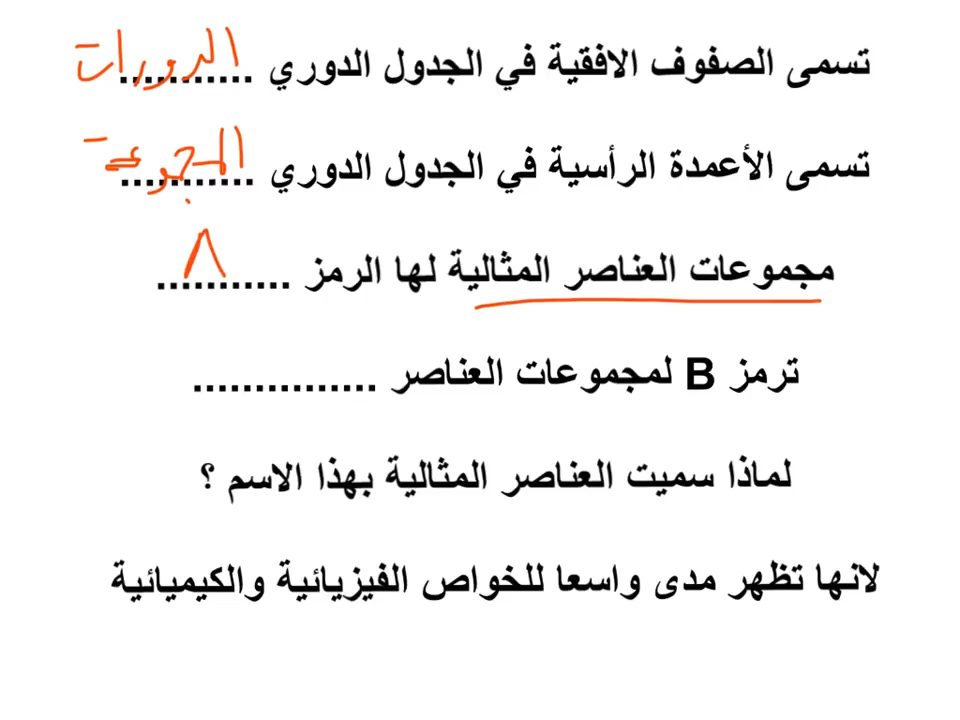 تسمى الصفوف الافقية في الجدول الدوري ........... الدورات
تسمى الأعمدة الرأسية في الجدول الدوري ...........
مجموعات العناصر المثالية لها الرمز ........... A
ترمز B لمجموعات العناصر ...............
لماذا سميت العناصر المثالية بهذا الاسم ؟
لانها تظهر مدى واسعا للخواص الفيزيائية والكيميائية